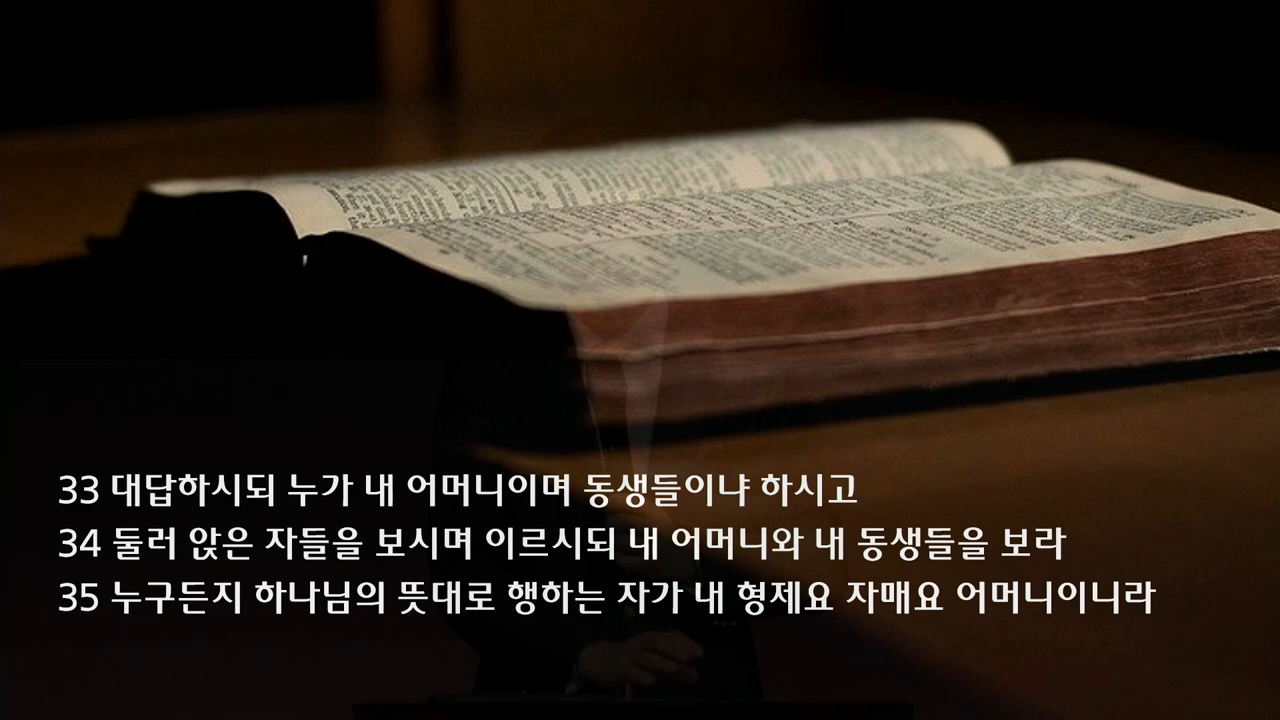 33 대답하시되 누가 내 어머니이며 동생들이냐 하시고
34 둘러 앉은 자들을 보시며 이르시되 내 어머니와 내 동생들을 보라
35 누구든지 하나님의 뜻대로 행하는 자가 내 형제요 자매요 어머니이니라